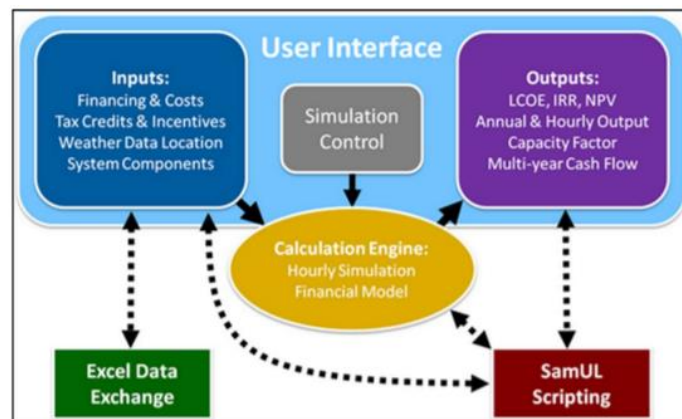 User Interface
Inputs:
Financing & Costs
Tax Credits & Incentives
Weather Data Location
System Components
Simulation
Control
Outputs:
LCOE, IRR, NPV
Annual & Hourly Output
Capacity Factor
Multi-year Cash Flow
Calculation Engine:
Hourly Simulation
Financial Model
Excel Data
Exchange
SamUL
Scripting